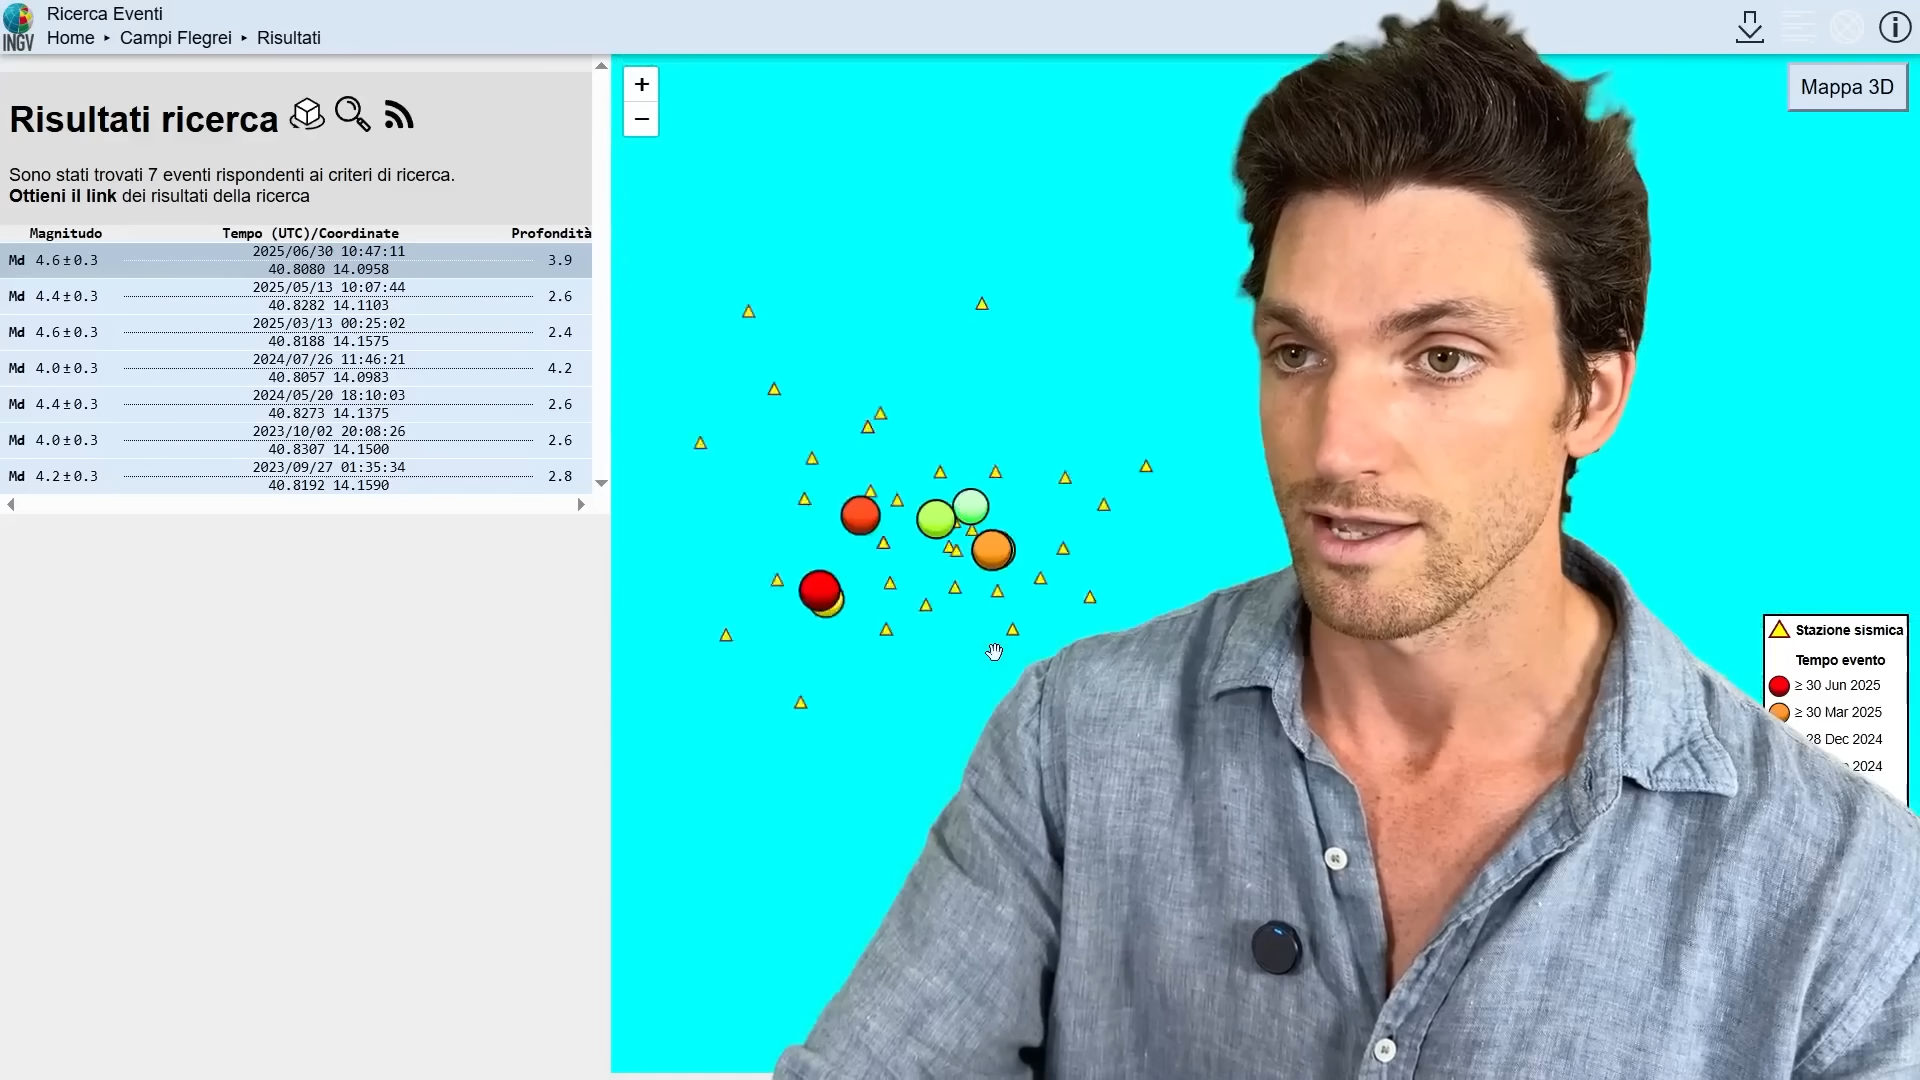 Ricerca Eventi
INGV
Home ▸ Campi Flegrei ▸ Risultati
i
Risultati ricerca
Sono stati trovati 7 eventi rispondenti ai criteri di ricerca.
Ottieni il link dei risultati della ricerca
Magnitudo Tempo (UTC)/Coordinate Profondità
2025/06/30 10:47:11
Md 4.6±0.3 3.9
40.8080 14.0958
2025/05/13 10:07:44
Md 4.4±0.3 2.6
40.8282 14.1103
2025/03/13 00:25:02
Md 4.6±0.3 2.4
40.8188 14.1575
2024/07/26 11:46:21
Md 4.0±0.3 4.2
40.8057 14.0983
2024/05/20 18:10:03
Md 4.4±0.3 2.6
40.8273 14.1375
2023/10/02 20:08:26
Md 4.0±0.3 2.6
40.8307 14.1500
2023/09/27 01:35:34
Md 4.2±0.3 2.8
40.8192 14.1590
+
−
Mappa 3D
Stazione sismica
Tempo evento
≥ 30 Jun 2025
≥ 30 Mar 2025
28 Dec 2024
2024